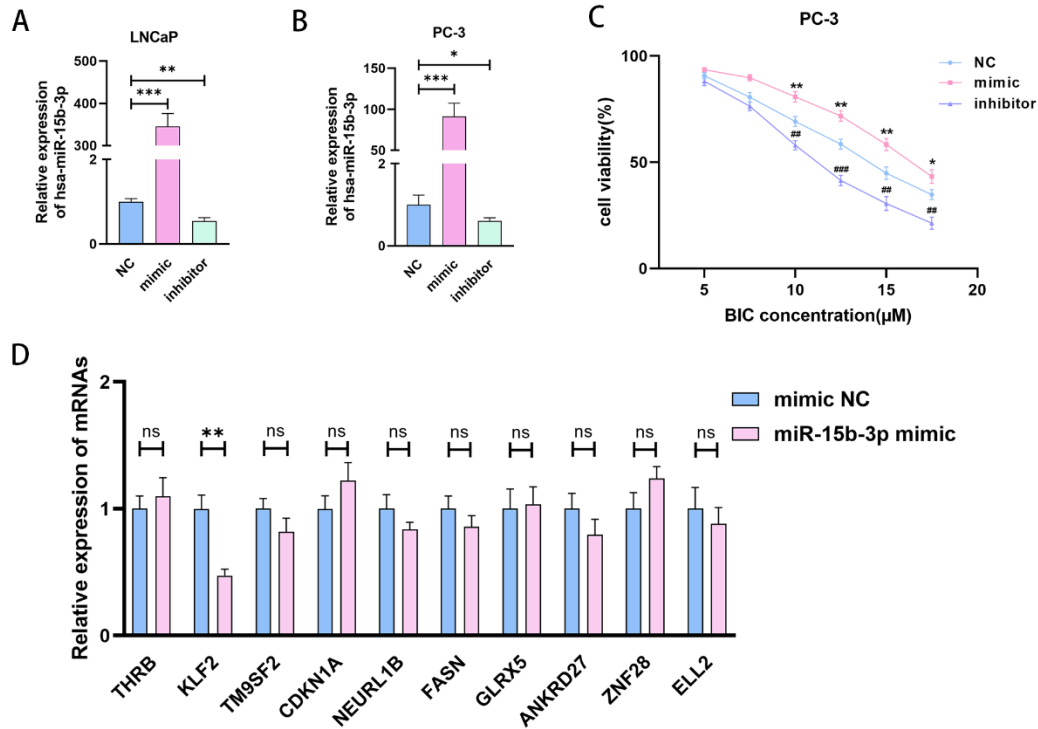 A
LNCaP
Relative expression
of hsa-miR-15b-3p
500
400
300
2
1
0
**
***
NC
mimic
inhibitor
B
PC-3
Relative expression
of hsa-miR-15b-3p
150
100
50
2
1
0
*
***
NC
mimic
inhibitor
C
PC-3
cell viability(%)
100
50
0
NC
mimic
inhibitor
**
**
**
*
##
###
##
##
5
10
15
20
BIC concentration(μM)
D
Relative expression of mRNAs
2
1
0
mimic NC
miR-15b-3p mimic
ns
**
ns
ns
ns
ns
ns
ns
ns
ns
THRB
KLF2
TM9SF2
CDKN1A
NEURL1B
FASN
GLRX5
ANKRD27
ZNF28
ELL2